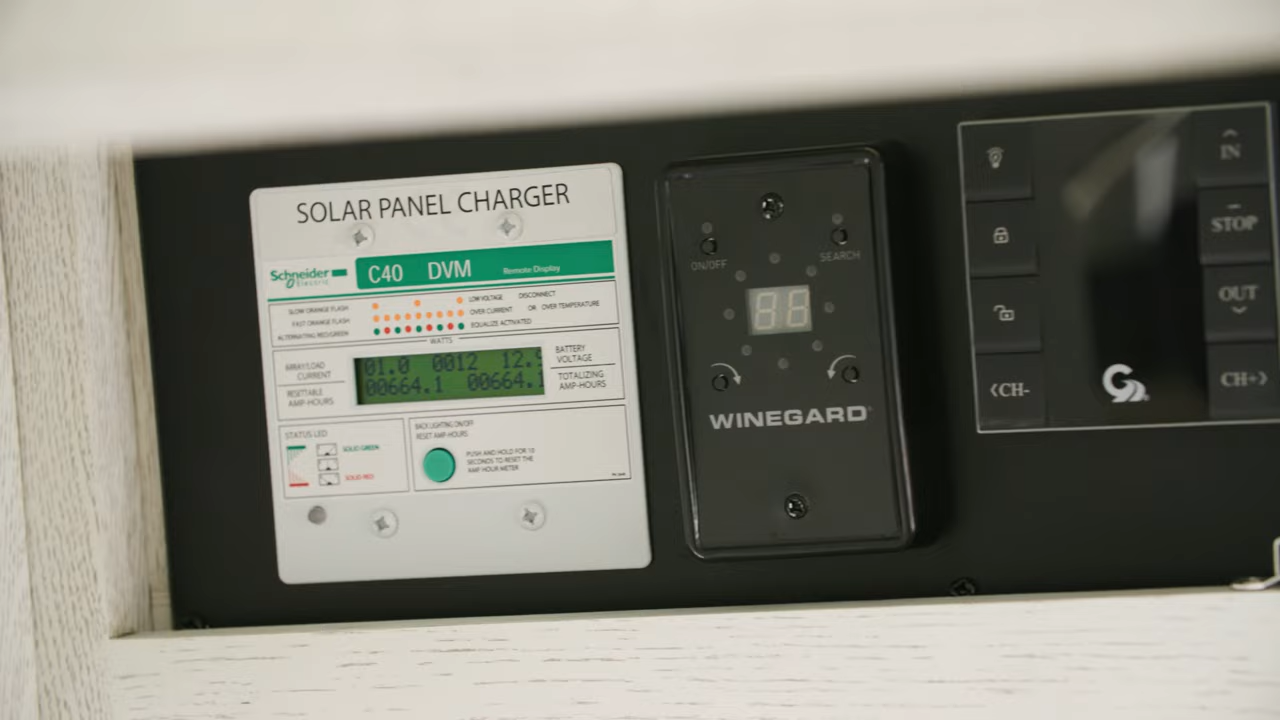 SOLAR PANEL CHARGER
Schneider
Electric
C40 DVM Remote Display
SLOW ORANGE FLASH LOW VOLTAGE DISCONNECT
FAST ORANGE FLASH OVER CURRENT OR OVER TEMPERATURE
ALTERNATING RED/GREEN EQUALIZE ACTIVATED
WATTS
ARRAY/LOAD
CURRENT
RESETTABLE
AMP-HOURS
01.0 0012 12.
00664.1 00664.1
BATTERY
VOLTAGE
TOTALIZING
AMP-HOURS
STATUS LED
SOLID GREEN
SOLID RED
BACK LIGHTING ON/OFF
RESET AMP-HOURS
PUSH AND HOLD FOR 10
SECONDS TO RESET THE
AMP HOUR METER
ON/OFF
SEARCH
88
WINEGARD
IN
STOP
OUT
<CH-
CH+>